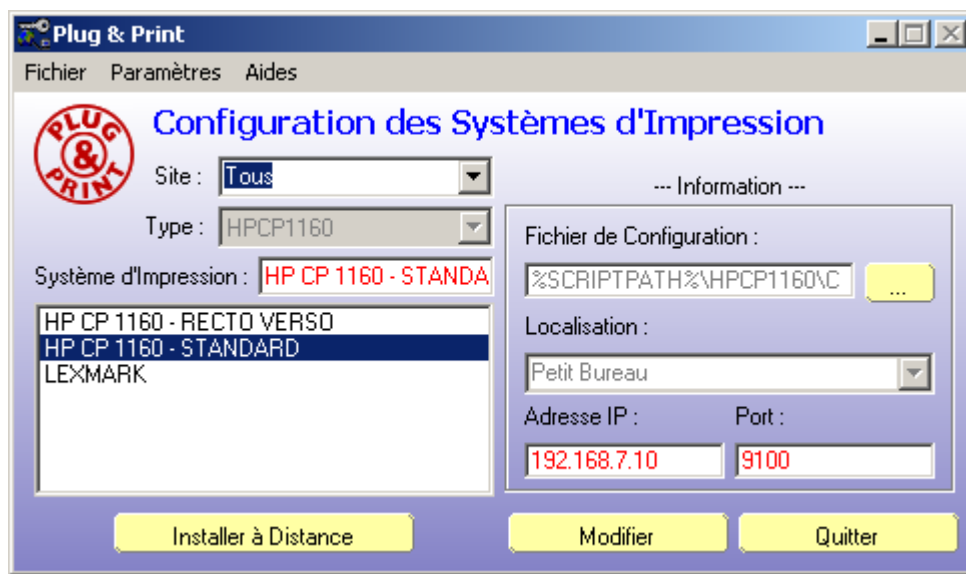 Plug & Print
Fichier Paramètres Aides
PLUG & PRINT
Configuration des Systèmes d'Impression
Site : Tous
Type : HPCP1160
Système d'Impression : HP CP 1160 - STANDA
HP CP 1160 - RECTO VERSO
HP CP 1160 - STANDARD
LEXMARK
--- Information ---
Fichier de Configuration :
%SCRIPTPATH%\HPCP1160\C
...
Localisation :
Petit Bureau
Adresse IP : Port :
192.168.7.10 9100
Installer à Distance Modifier Quitter